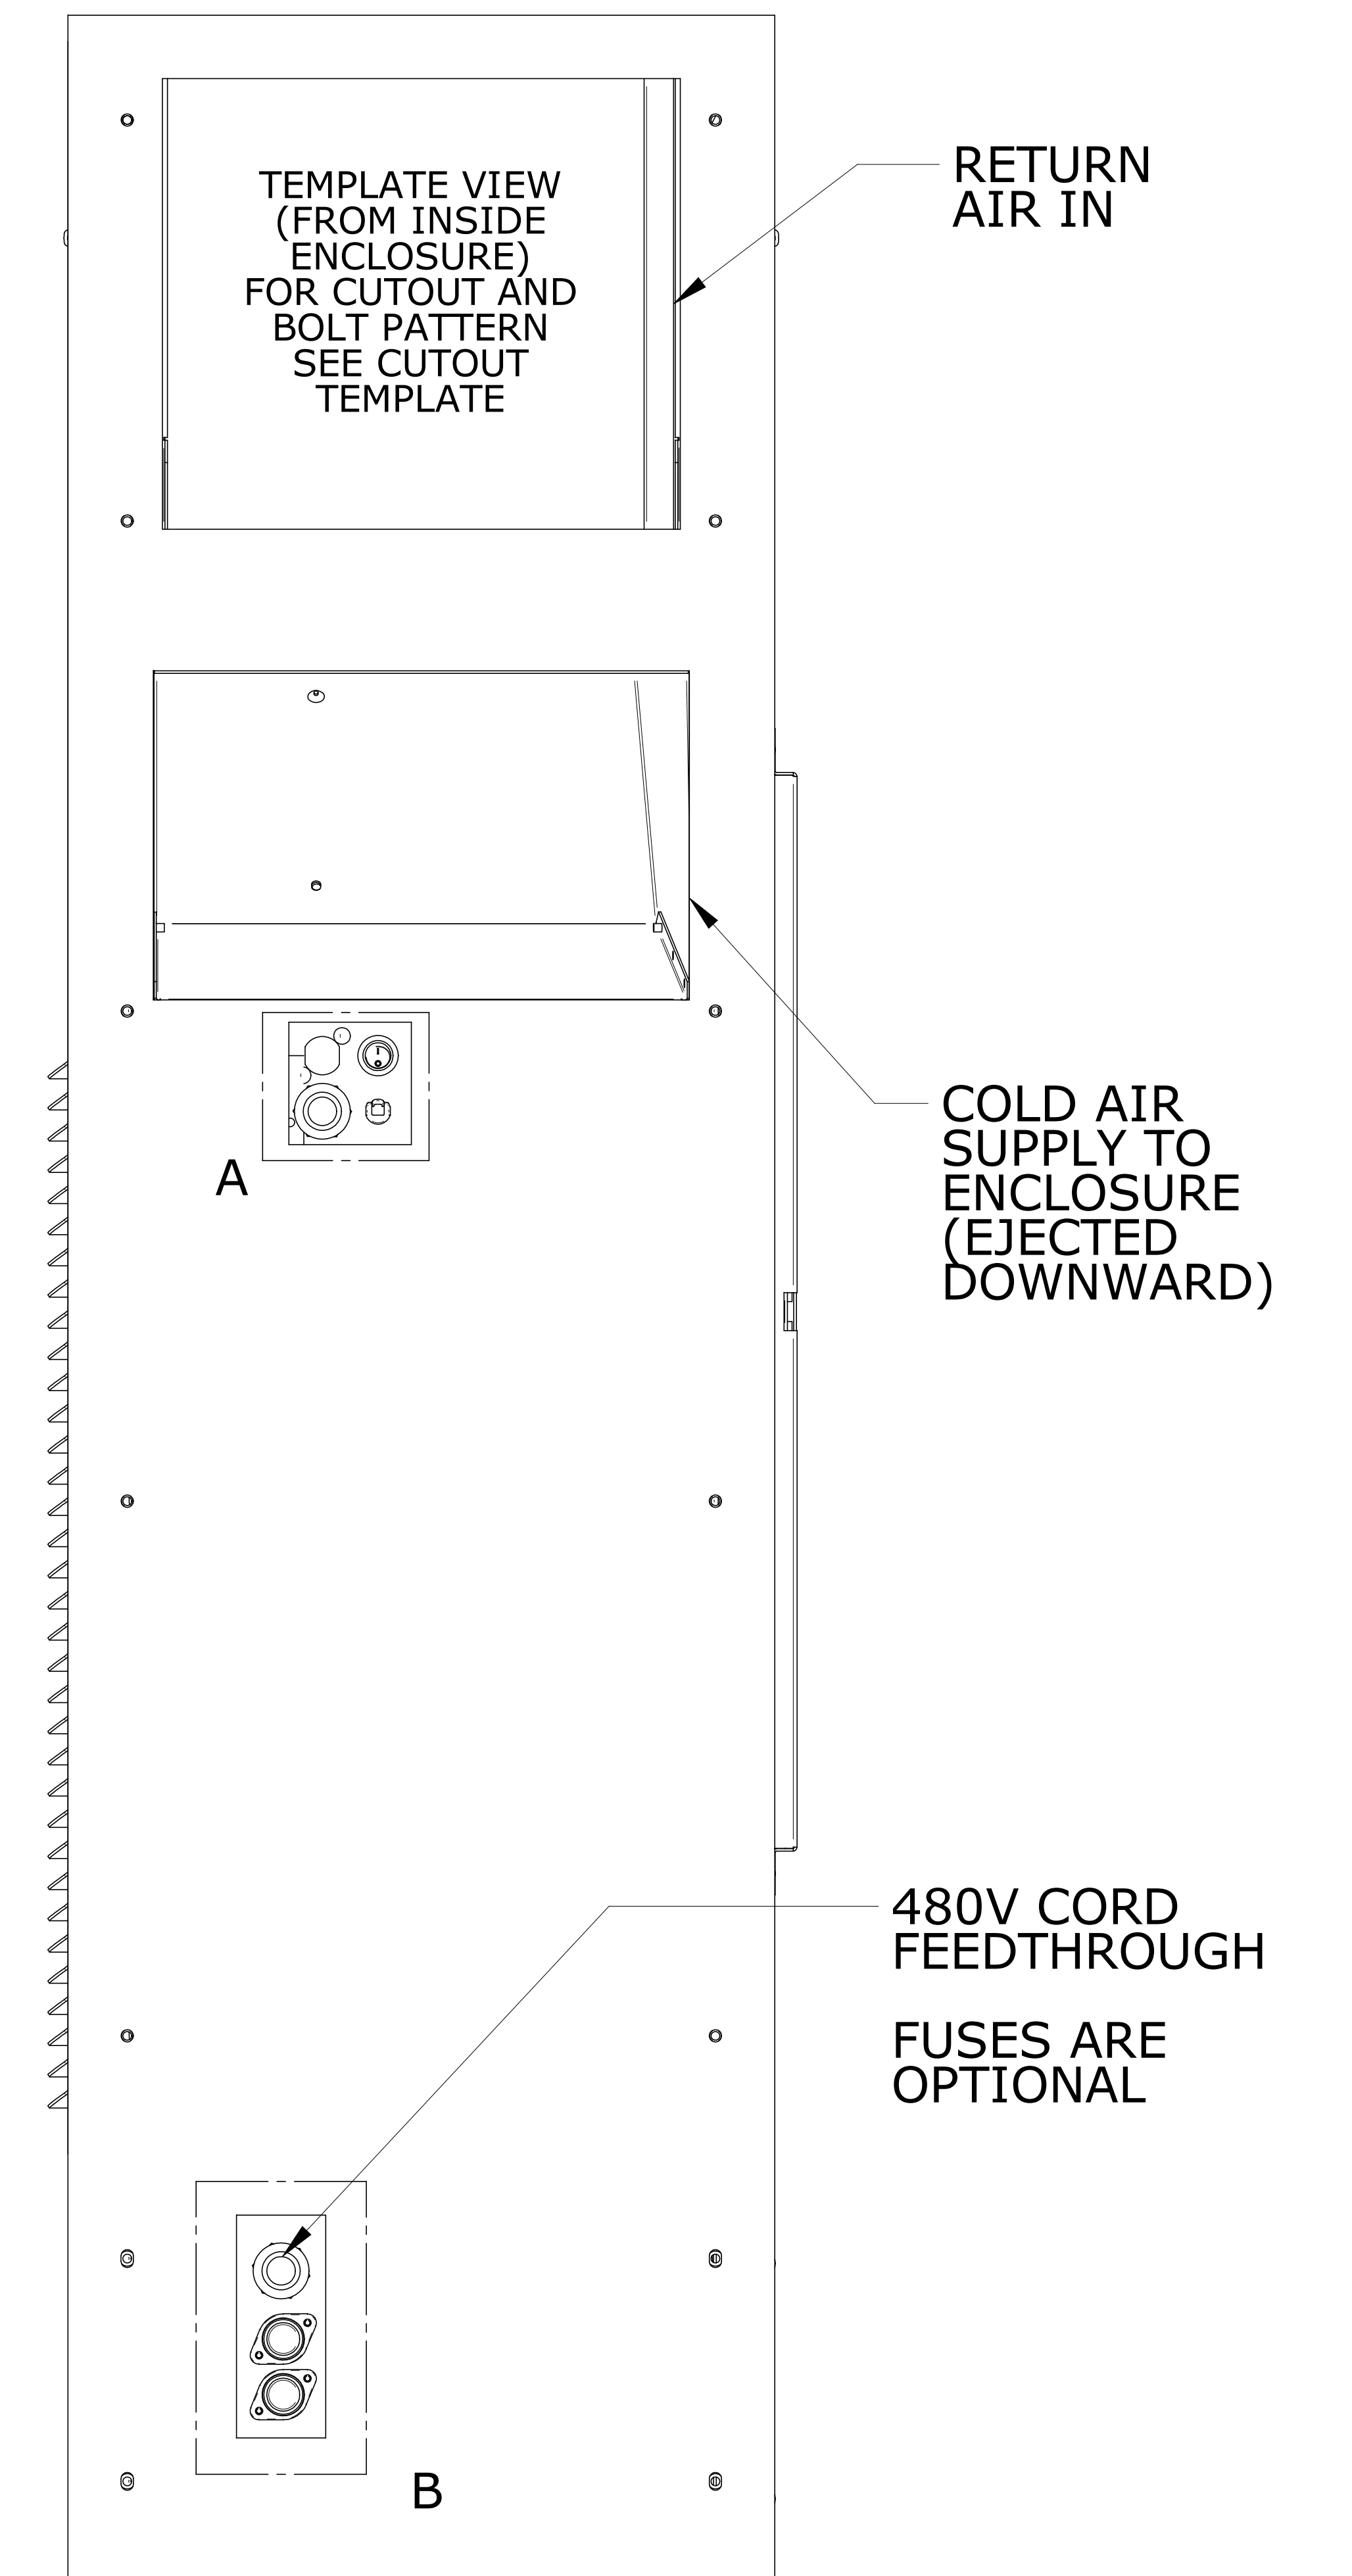 TEMPLATE VIEW
(FROM INSIDE
ENCLOSURE)
FOR CUTOUT AND
BOLT PATTERN
SEE CUTOUT
TEMPLATE
RETURN
AIR IN
COLD AIR
SUPPLY TO
ENCLOSURE
(EJECTED
DOWNWARD)
A
480V CORD
FEEDTHROUGH
FUSES ARE
OPTIONAL
B